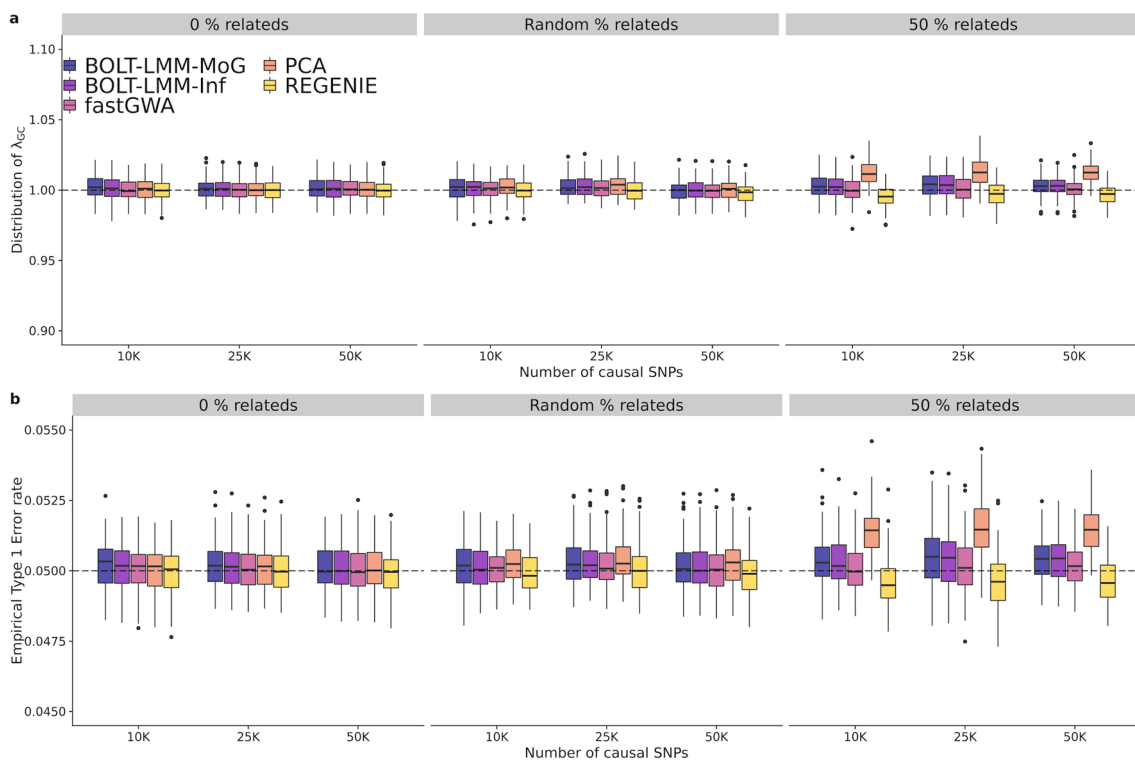 a
0 % relateds
Random % relateds
50 % relateds
BOLT-LMM-MoG
BOLT-LMM-Inf
fastGWA
PCA
REGENIE
Distribution of λGC
1.10
1.05
1.00
0.95
0.90
10K 25K 50K
10K 25K 50K
10K 25K 50K
Number of causal SNPs
b
0 % relateds
Random % relateds
50 % relateds
Empirical Type 1 Error rate
0.0550
0.0525
0.0500
0.0475
0.0450
10K 25K 50K
10K 25K 50K
10K 25K 50K
Number of causal SNPs